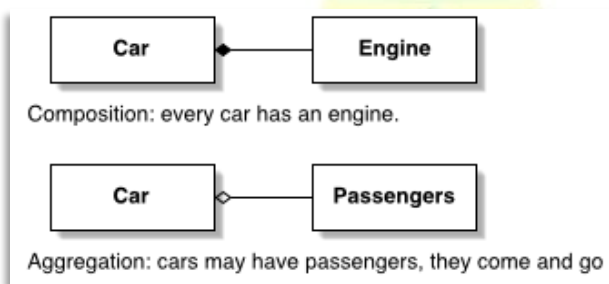 Car Engine
Composition: every car has an engine.
Car Passengers
Aggregation: cars may have passengers, they come and go